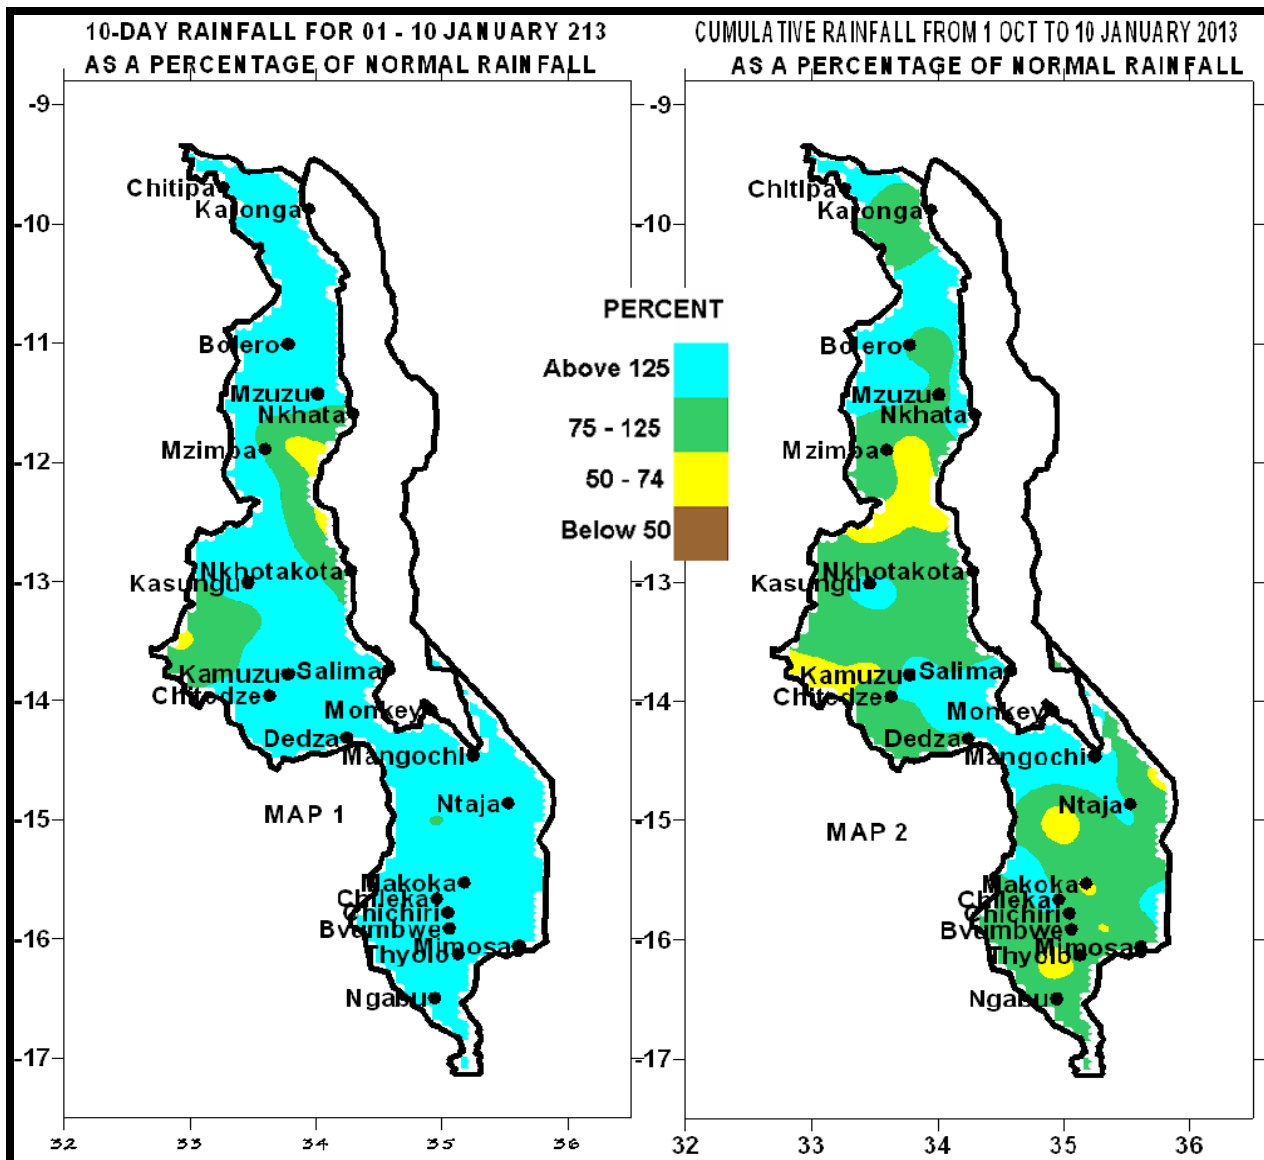 10-DAY RAINFALL FOR 01 - 10 JANUARY 213
AS A PERCENTAGE OF NORMAL RAINFALL
-9
Chitipa
Karonga
-10
-11
Bolero
Mzuzu
Nkhata
Mzimba
-12
Nkhotakota
Kasungu
-13
Salima
Kamuzu
Chitedze
-14
Monkey
Dedza
Mangochi
Ntaja
MAP 1
-15
Makoka
Chileka
Chichiri
Bvumbwe
Mimosa
-16
Thyolo
Ngabu
-17
32 33 34 35 36
PERCENT
Above 125
75 - 125
50 - 74
Below 50
CUMULATIVE RAINFALL FROM 1 OCT TO 10 JANUARY 2013
AS A PERCENTAGE OF NORMAL RAINFALL
-9
Chitipa
Karonga
-10
-11
Bolero
Mzuzu
Nkhata
Mzimba
-12
Nkhotakota
Kasungu
-13
Salima
Kamuzu
Chitedze
-14
Monkey
Dedza
Mangochi
Ntaja
-15
MAP 2
Makoka
Chileka
Chichiri
Bvumbwe
Mimosa
-16
Thyolo
Ngabu
-17
32 33 34 35 36